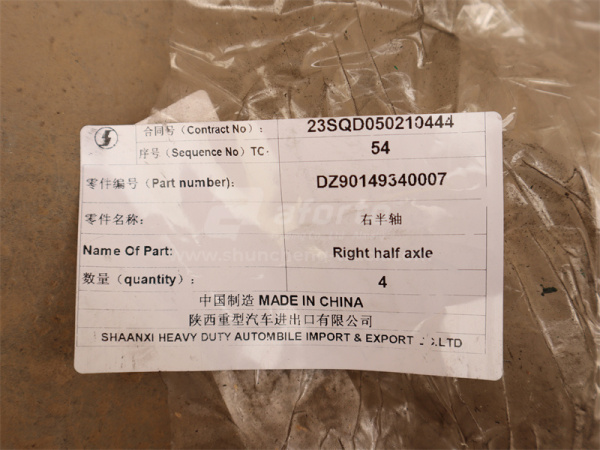 合同号（Contract No）： 23SQD050210444
序号（Sequence No）TC- 54
零件编号（Part number)： DZ90149340007
零件名称： 右半轴
Name Of Part: Right half axle
数量（quantity）： 4
中国制造 MADE IN CHINA
陕西重型汽车进出口有限公司
SHAANXI HEAVY DUTY AUTOMBILE IMPORT & EXPORT .LTD